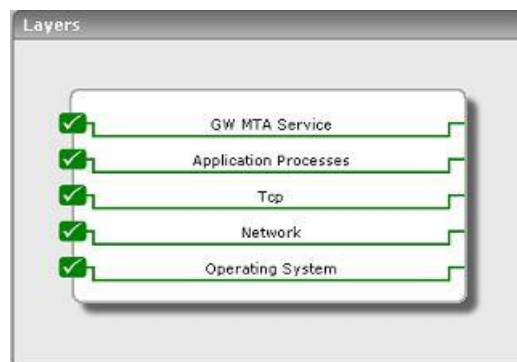 Layers
GW MTA Service
Application Processes
Tcp
Network
Operating System